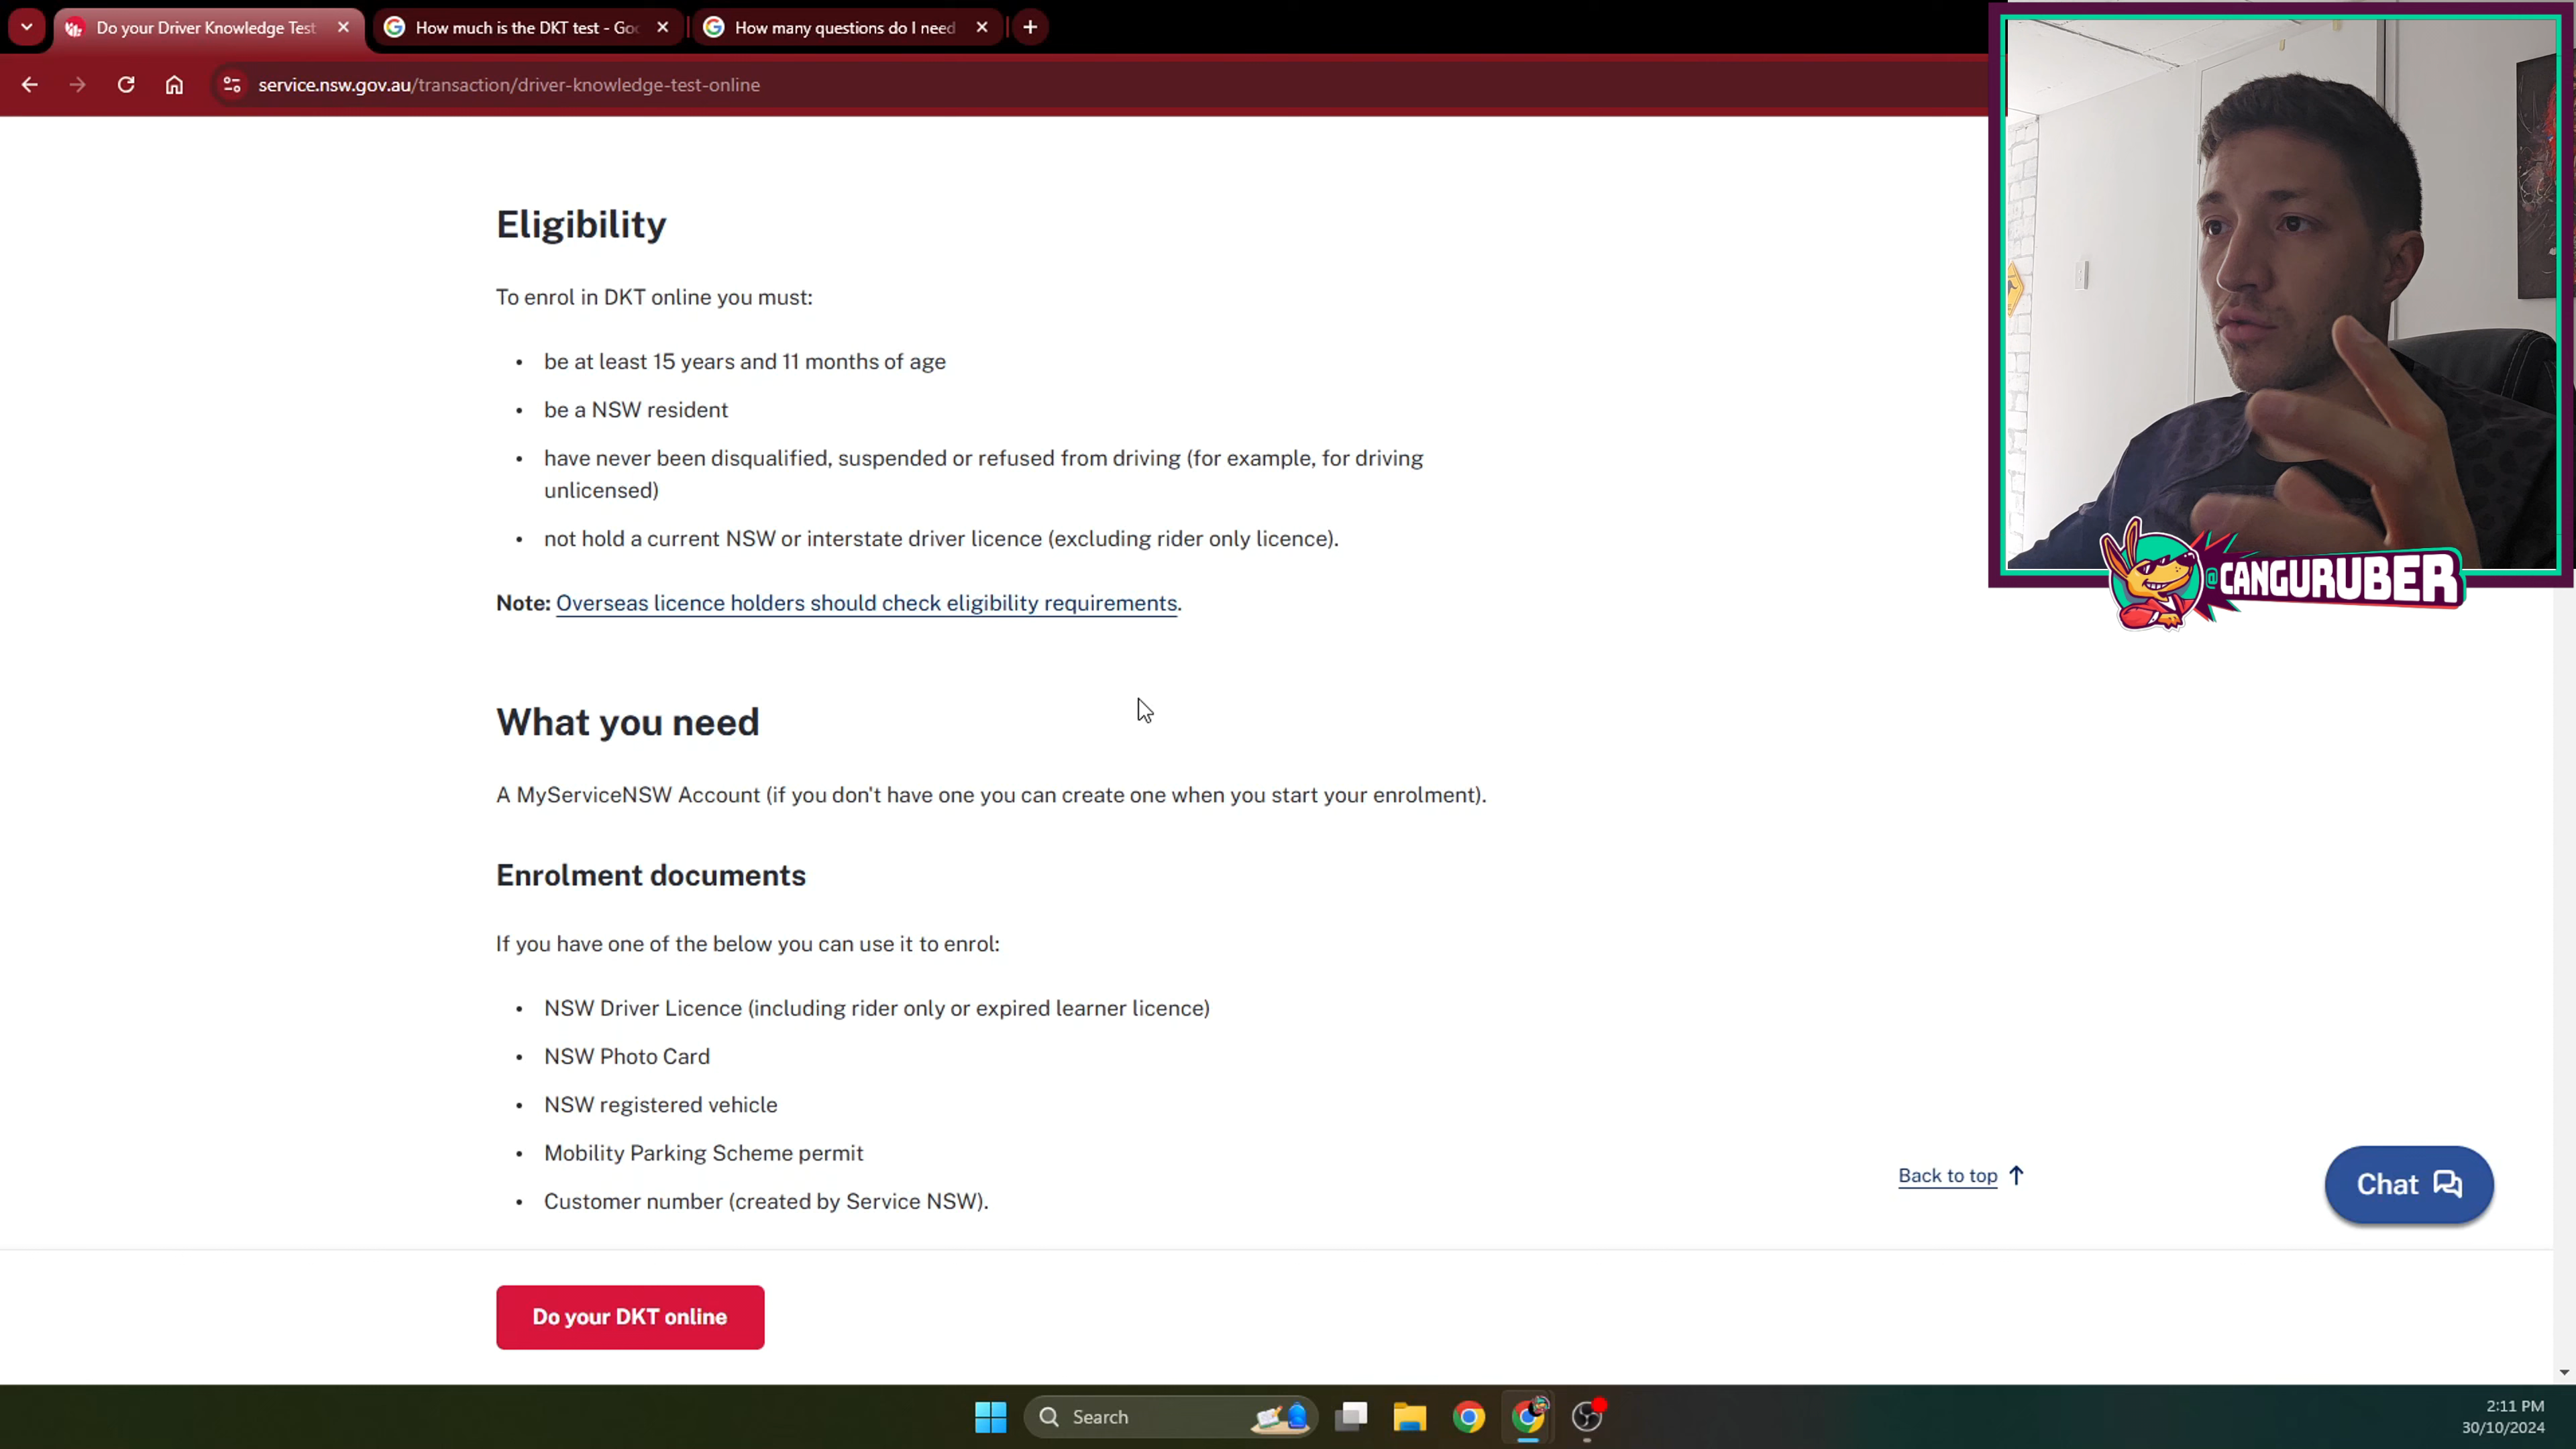 Do your Driver Knowledge Test
How much is the DKT test - Goo
How many questions do I need
service.nsw.gov.au/transaction/driver-knowledge-test-online
Eligibility
To enrol in DKT online you must:
• be at least 15 years and 11 months of age
• be a NSW resident
• have never been disqualified, suspended or refused from driving (for example, for driving
unlicensed)
• not hold a current NSW or interstate driver licence (excluding rider only licence).
Note: Overseas licence holders should check eligibility requirements.
What you need
A MyServiceNSW Account (if you don't have one you can create one when you start your enrolment).
Enrolment documents
If you have one of the below you can use it to enrol:
• NSW Driver Licence (including rider only or expired learner licence)
• NSW Photo Card
• NSW registered vehicle
• Mobility Parking Scheme permit
• Customer number (created by Service NSW).
Back to top
Chat
Do your DKT online
@CANGURUBER
Search
2:11 PM
30/10/2024